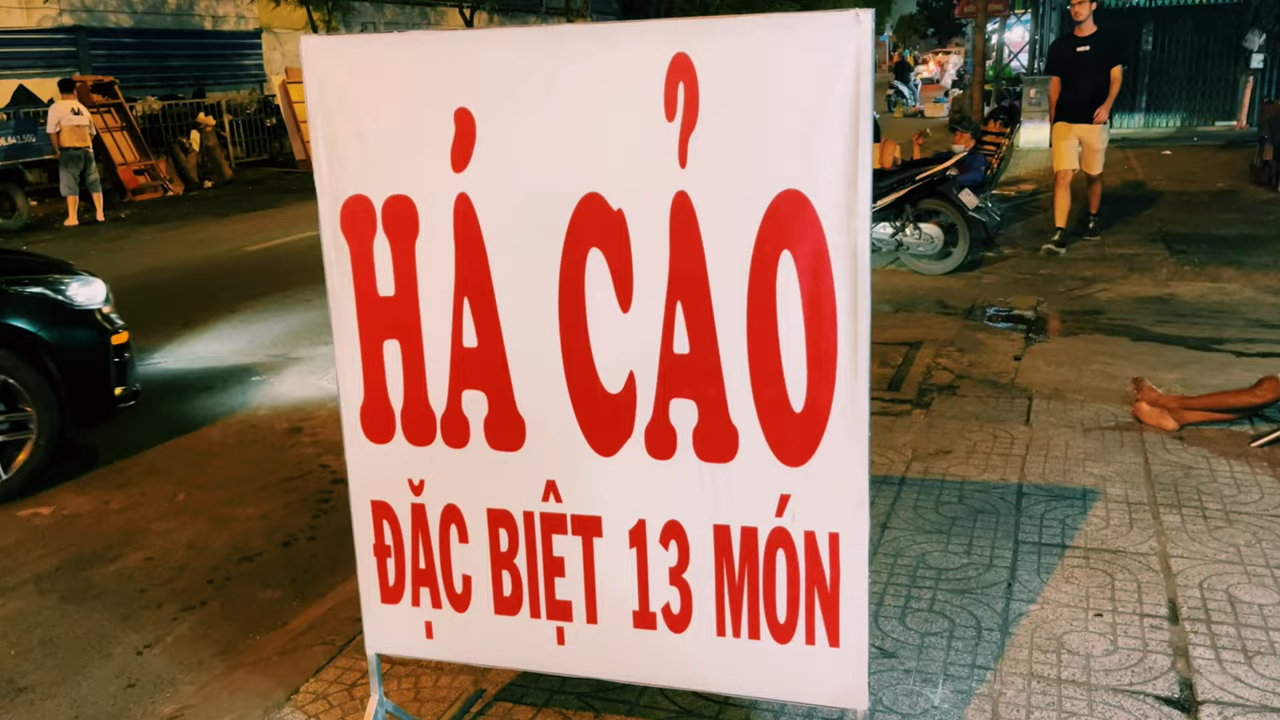 HÁ CẢO
ĐẶC BIỆT 13 MÓN